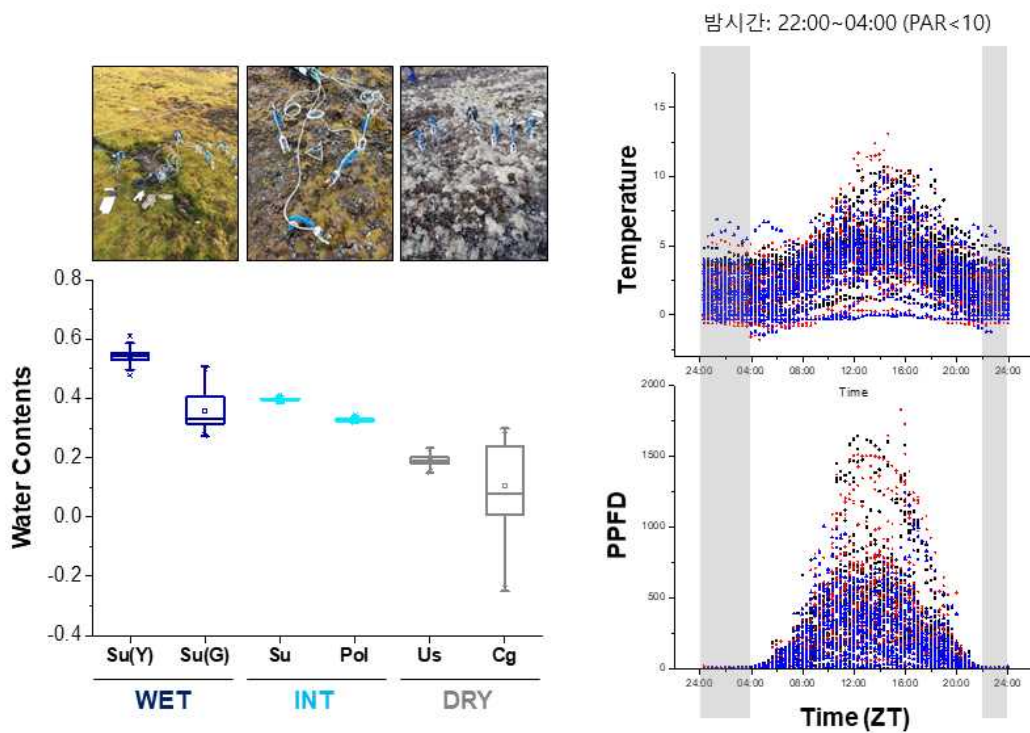 밤시간: 22:00~04:00 (PAR<10)
0.8
0.6
0.4
0.2
0.0
-0.2
-0.4
Water Contents
Su(Y) Su(G) Su Pol Us Cg
WET INT DRY
15
10
5
0
Temperature
24:00 04:00 08:00 12:00 16:00 20:00 24:00
Time
2000
1500
1000
500
0
PPFD
24:00 04:00 08:00 12:00 16:00 20:00 24:00
Time (ZT)